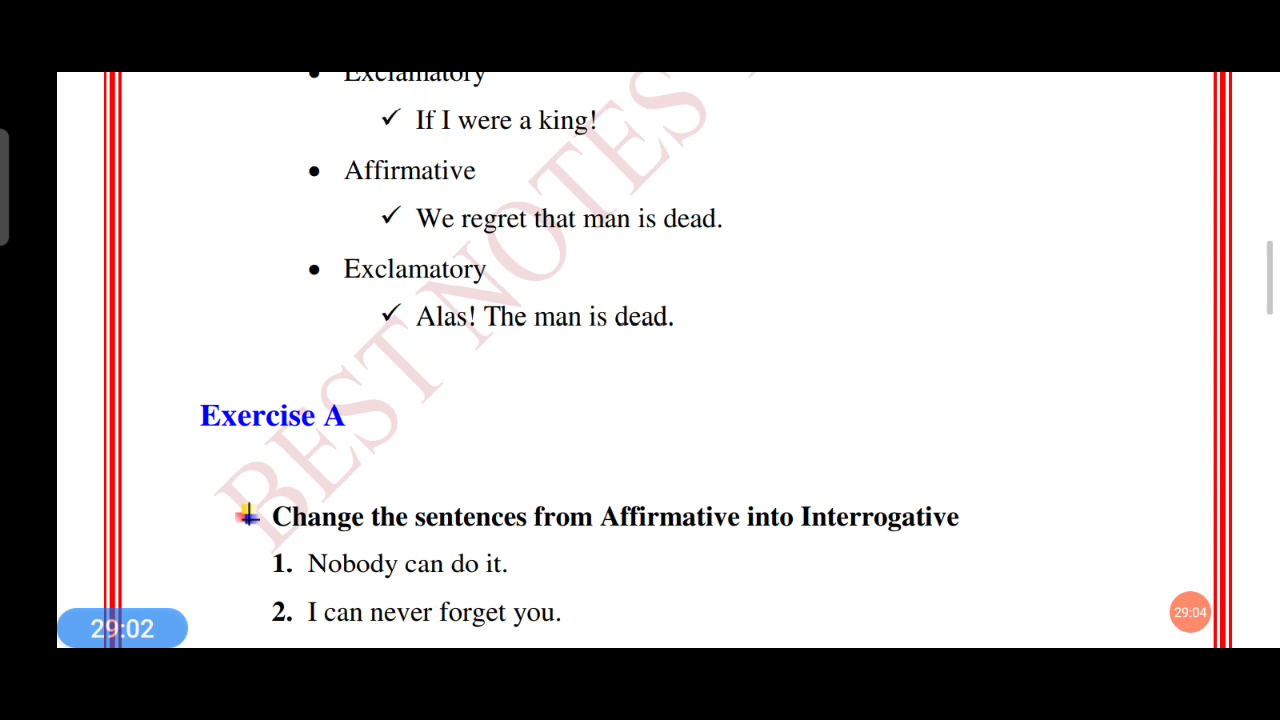 Exclamatory
✓ If I were a king!
• Affirmative
✓ We regret that man is dead.
• Exclamatory
✓ Alas! The man is dead.
BEST NOTES
Exercise A
Change the sentences from Affirmative into Interrogative
1. Nobody can do it.
2. I can never forget you.
29:02
29:04